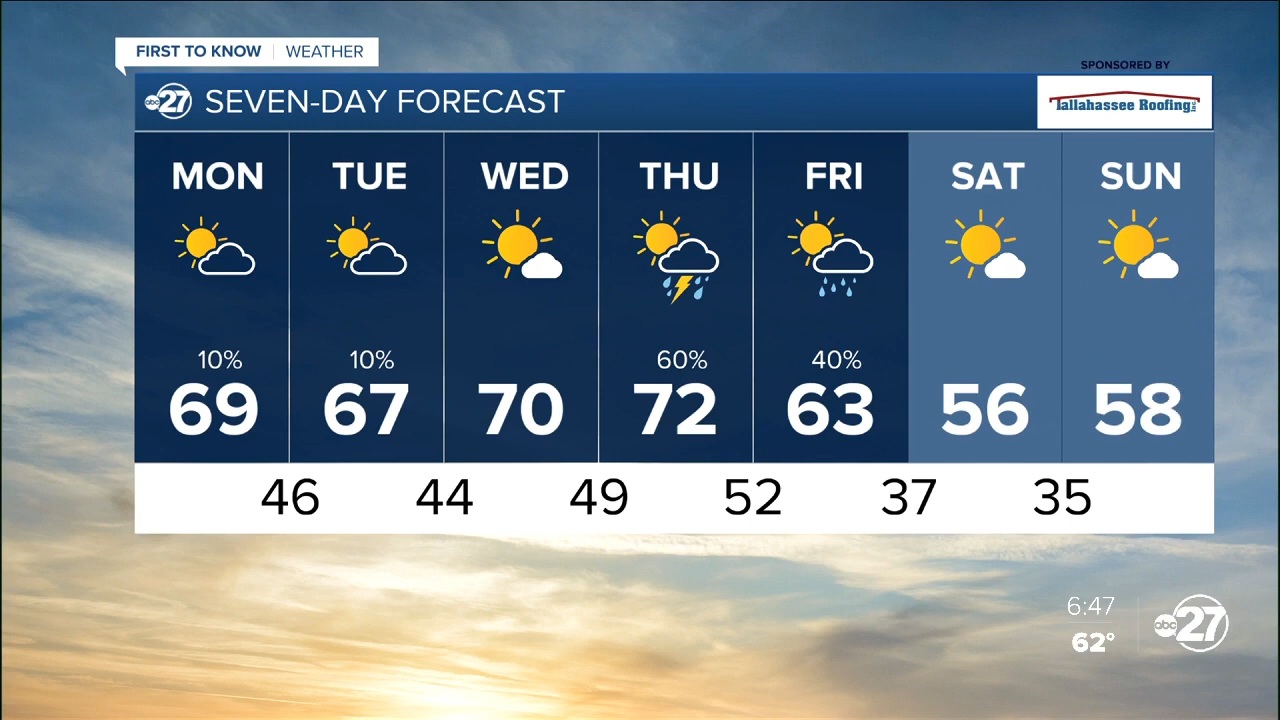 FIRST TO KNOW | WEATHER
SPONSORED BY
abc 27 SEVEN-DAY FORECAST
Tallahassee Roofing Inc.
MON TUE WED THU FRI SAT SUN
10% 10% 60% 40%
69 67 70 72 63 56 58
46 44 49 52 37 35
6:47
62°
abc 27